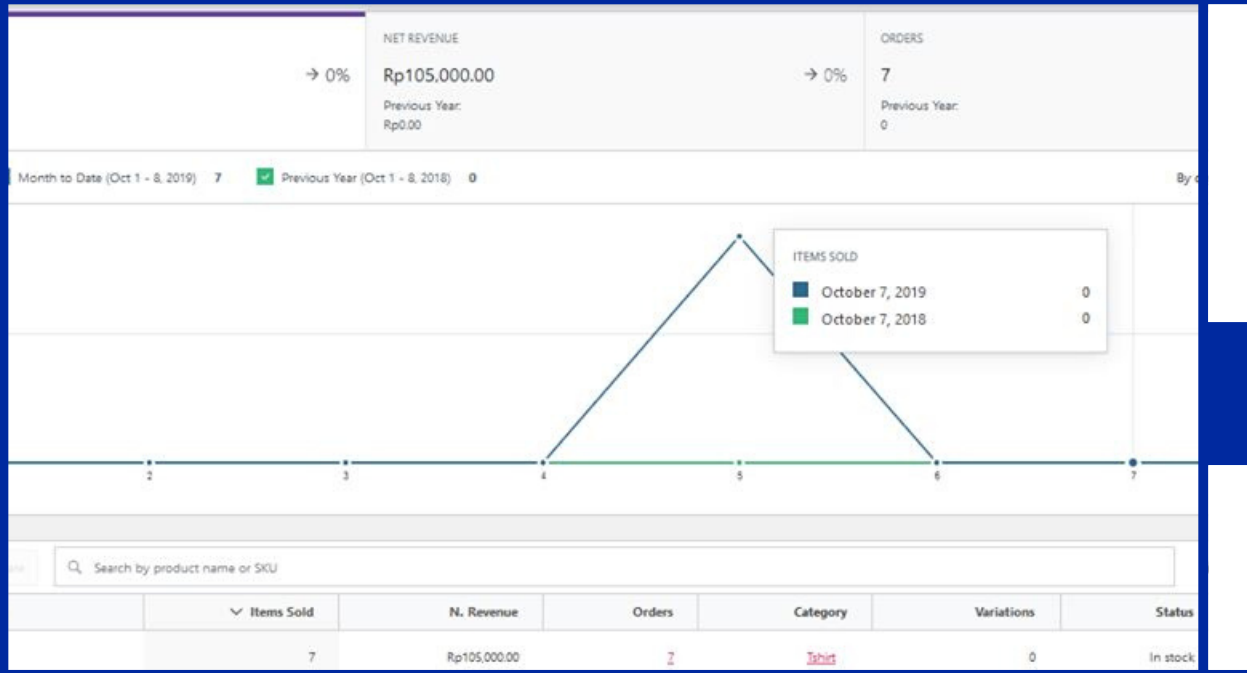 NET REVENUE
ORDERS
→ 0%
Rp105,000.00
→ 0%
7
Previous Year:
Rp0.00
Previous Year:
0
Month to Date (Oct 1 - 8, 2019) 7
Previous Year (Oct 1 - 8, 2018) 0
By
ITEMS SOLD
October 7, 2019 0
October 7, 2018 0
2 3 4 5 6 7
Search by product name or SKU
Items Sold N. Revenue Orders Category Variations Status
7 Rp105,000.00 7 Tshirt 0 In stock